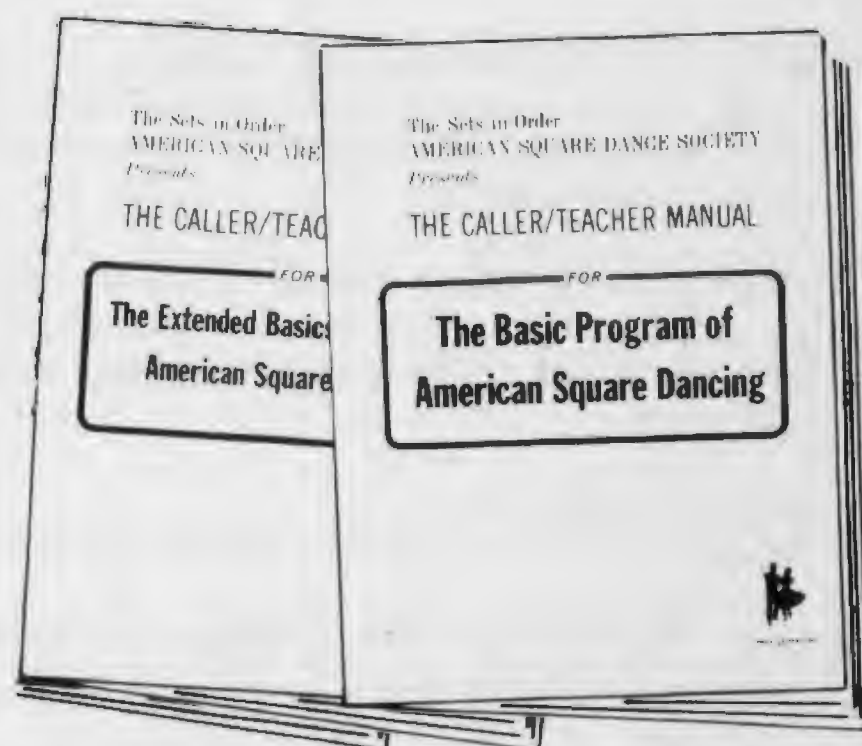 The Sets in Order
AMERICAN SQUARE
Presents
THE CALLER/TEAC
FOR
The Extended Basics
American Square
The Sets in Order
AMERICAN SQUARE DANCE SOCIETY
Presents
THE CALLER/TEACHER MANUAL
FOR
The Basic Program of
American Square Dancing